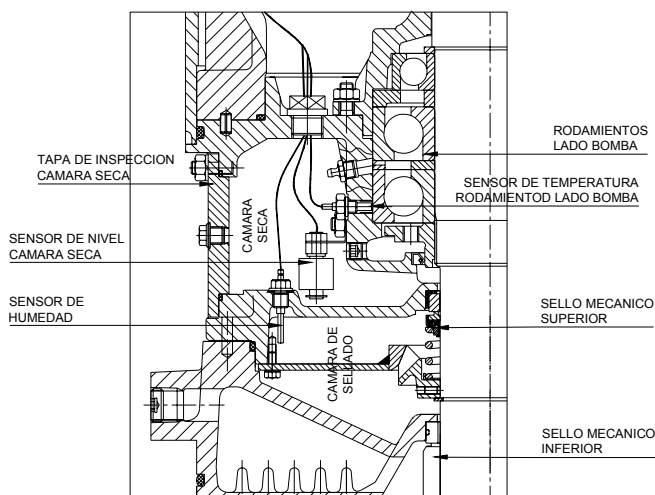 TAPA DE INSPECCION
CAMARA SECA
SENSOR DE NIVEL
CAMARA SECA
SENSOR DE
HUMEDAD
CAMARA
SECA
CAMARA DE
SELLADO
RODAMIENTOS
LADO BOMBA
SENSOR DE TEMPERATURA
RODAMIENTOD LADO BOMBA
SELLO MECANICO
SUPERIOR
SELLO MECANICO
INFERIOR